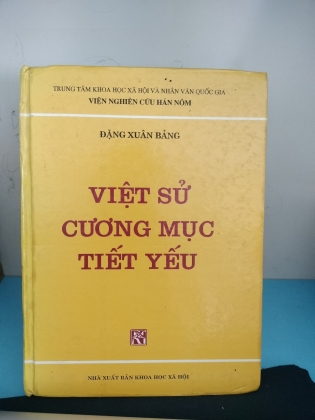 TRUNG TÂM KHOA HỌC XÃ HỘI VÀ NHÂN VĂN QUỐC GIA
VIỆN NGHIÊN CỨU HÁN NÔM
ĐẶNG XUÂN BẢNG
VIỆT SỬ
CƯƠNG MỤC
TIẾT YẾU
NHÀ XUẤT BẢN KHOA HỌC XÃ HỘI